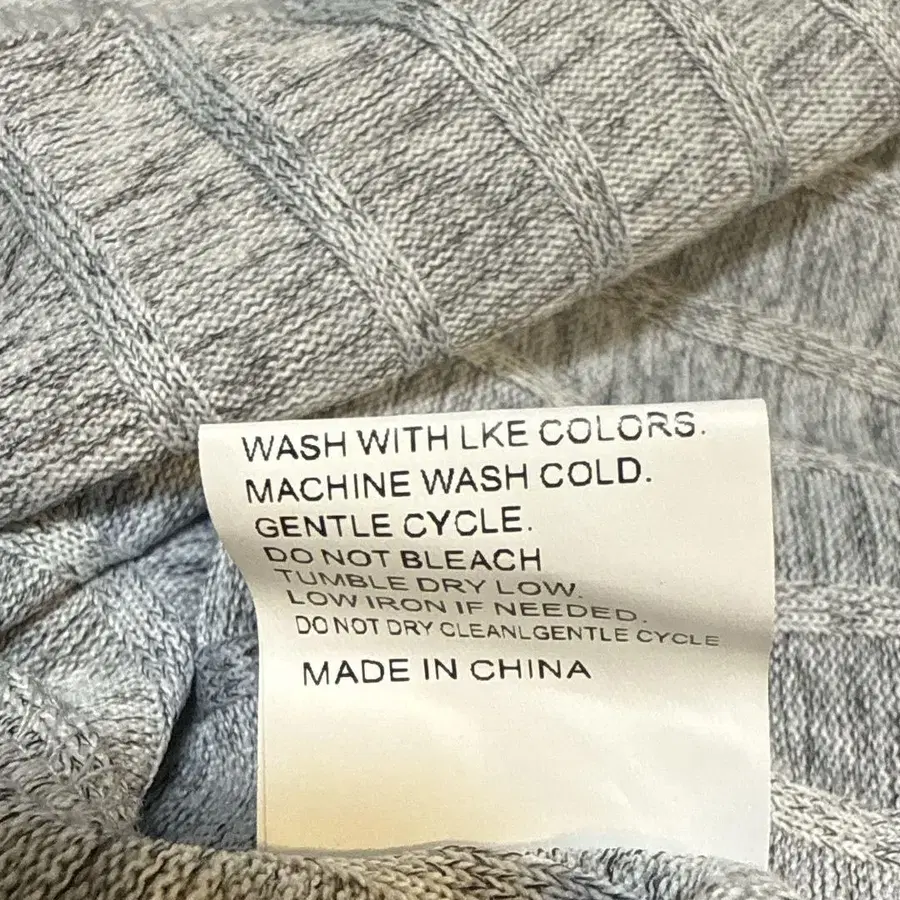 WASH WITH LKE COLORS.
MACHINE WASH COLD.
GENTLE CYCLE.
DO NOT BLEACH
TUMBLE DRY LOW.
LOW IRON IF NEEDED.
DO NOT DRY CLEANLGENTLE CYCLE
MADE IN CHINA